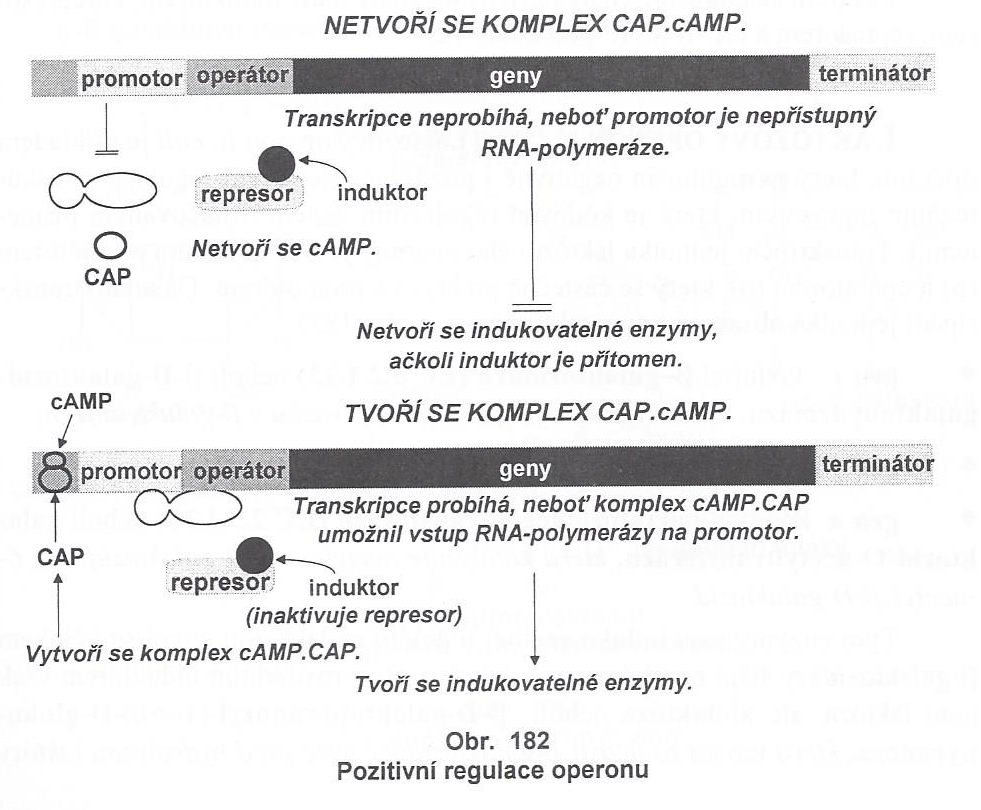 NETVOŘÍ SE KOMPLEX CAP.cAMP.
promotor operátor geny terminátor
Transkripce neprobíhá, neboť promotor je nepřístupný
RNA-polymeráze.
represor
induktor
CAP
Netvoří se cAMP.
Netvoří se indukovatelné enzymy,
ačkoli induktor je přítomen.
cAMP
TVOŘÍ SE KOMPLEX CAP.cAMP.
promotor operátor geny terminátor
Transkripce probíhá, neboť komplex cAMP.CAP
umožnil vstup RNA-polymerázy na promotor.
CAP
represor
induktor
(inaktivuje represor)
Vytvoří se komplex cAMP.CAP.
Tvoří se indukovatelné enzymy.
Obr. 182
Pozitivní regulace operonu